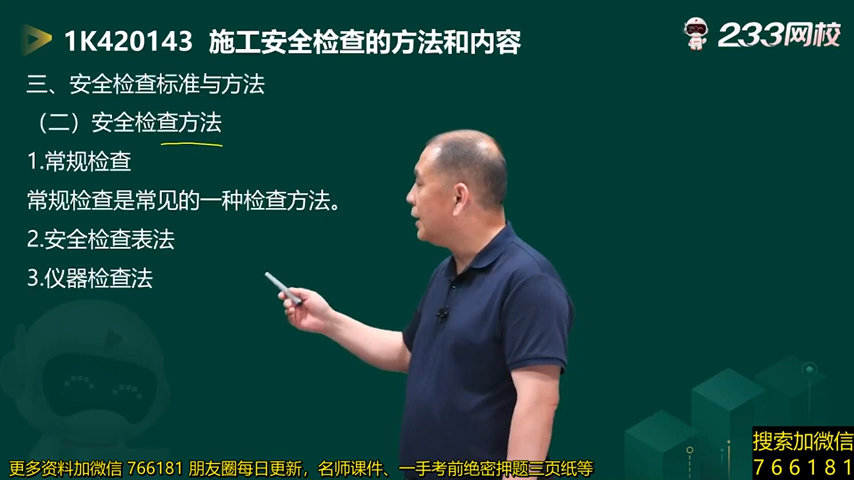 1K420143 施工安全检查的方法和内容
233网校
三、安全检查标准与方法
（二）安全检查方法
1.常规检查
常规检查是常见的一种检查方法。
2.安全检查表法
3.仪器检查法
搜索加微信
766181
更多资料加微信 766181 朋友圈每日更新，名师课件、一手考前绝密押题三页纸等